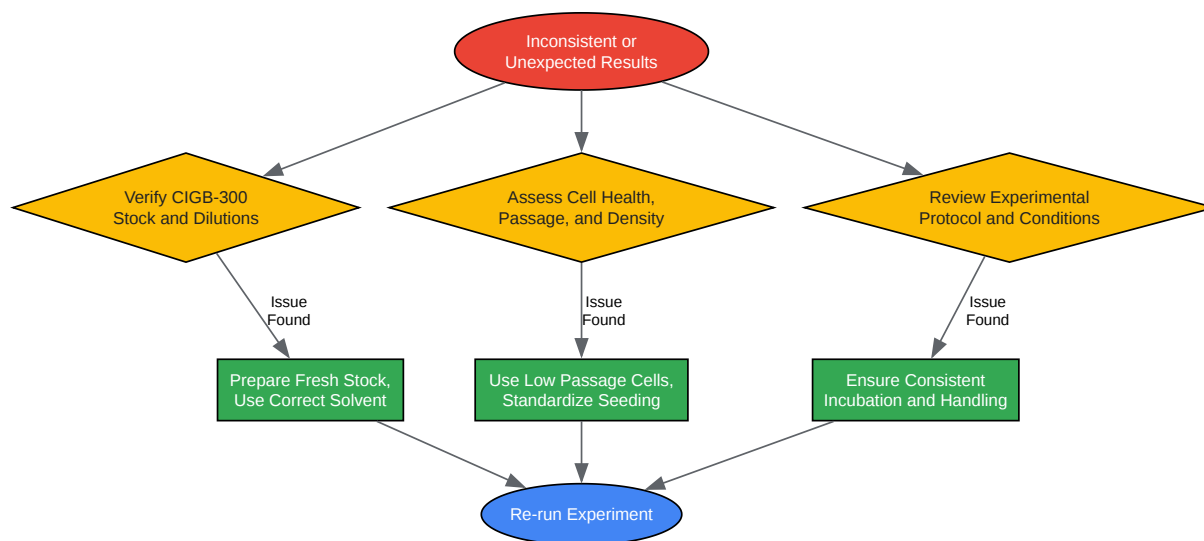 Inconsistent or
Unexpected Results
Verify CIGB-300
Stock and Dilutions
Assess Cell Health,
Passage, and Density
Review Experimental
Protocol and Conditions
Issue
Found
Issue
Found
Issue
Found
Prepare Fresh Stock,
Use Correct Solvent
Use Low Passage Cells,
Standardize Seeding
Ensure Consistent
Incubation and Handling
Re-run Experiment